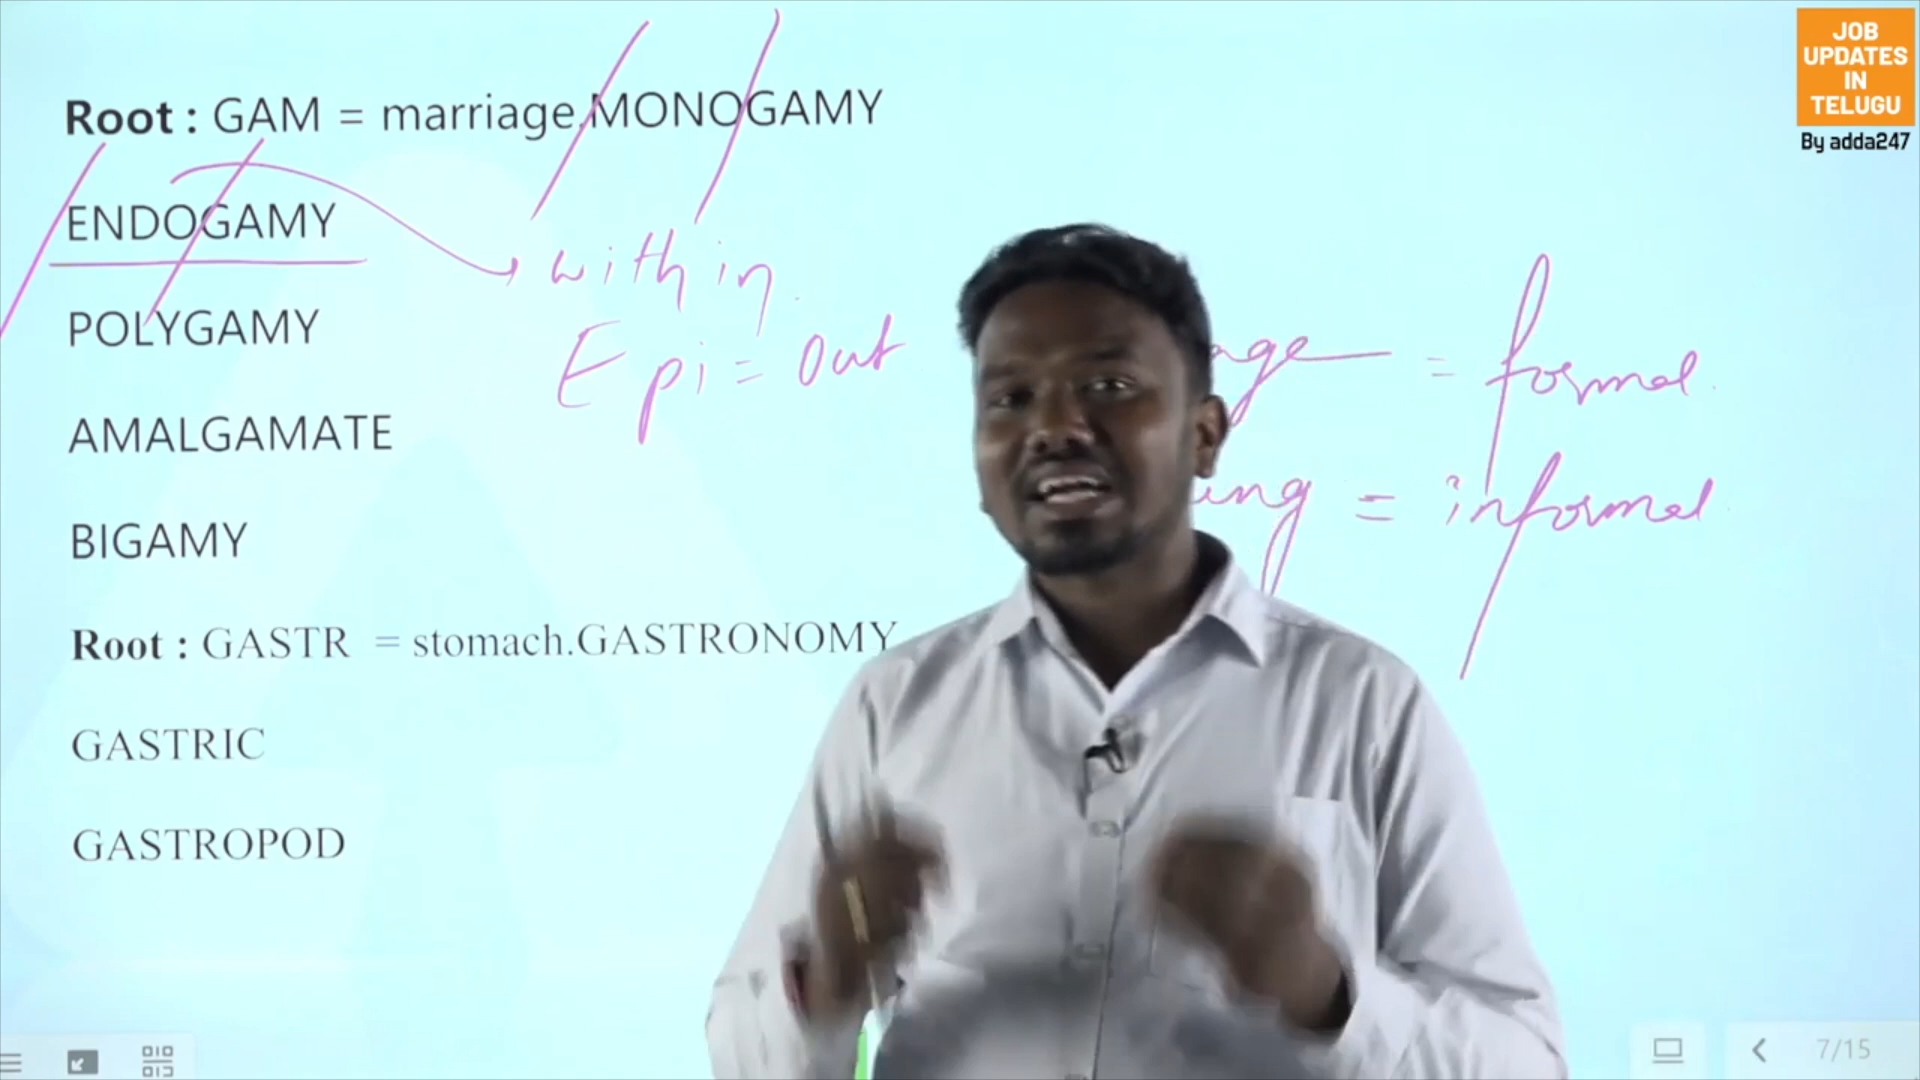 Root : GAM = marriage.MONOGAMY
ENDOGAMY
within
POLYGAMY
Epi = out
= formal
AMALGAMATE
= informal
BIGAMY
Root : GASTR = stomach.GASTRONOMY
GASTRIC
GASTROPOD
JOB
UPDATES
IN
TELUGU
By adda247
7/15